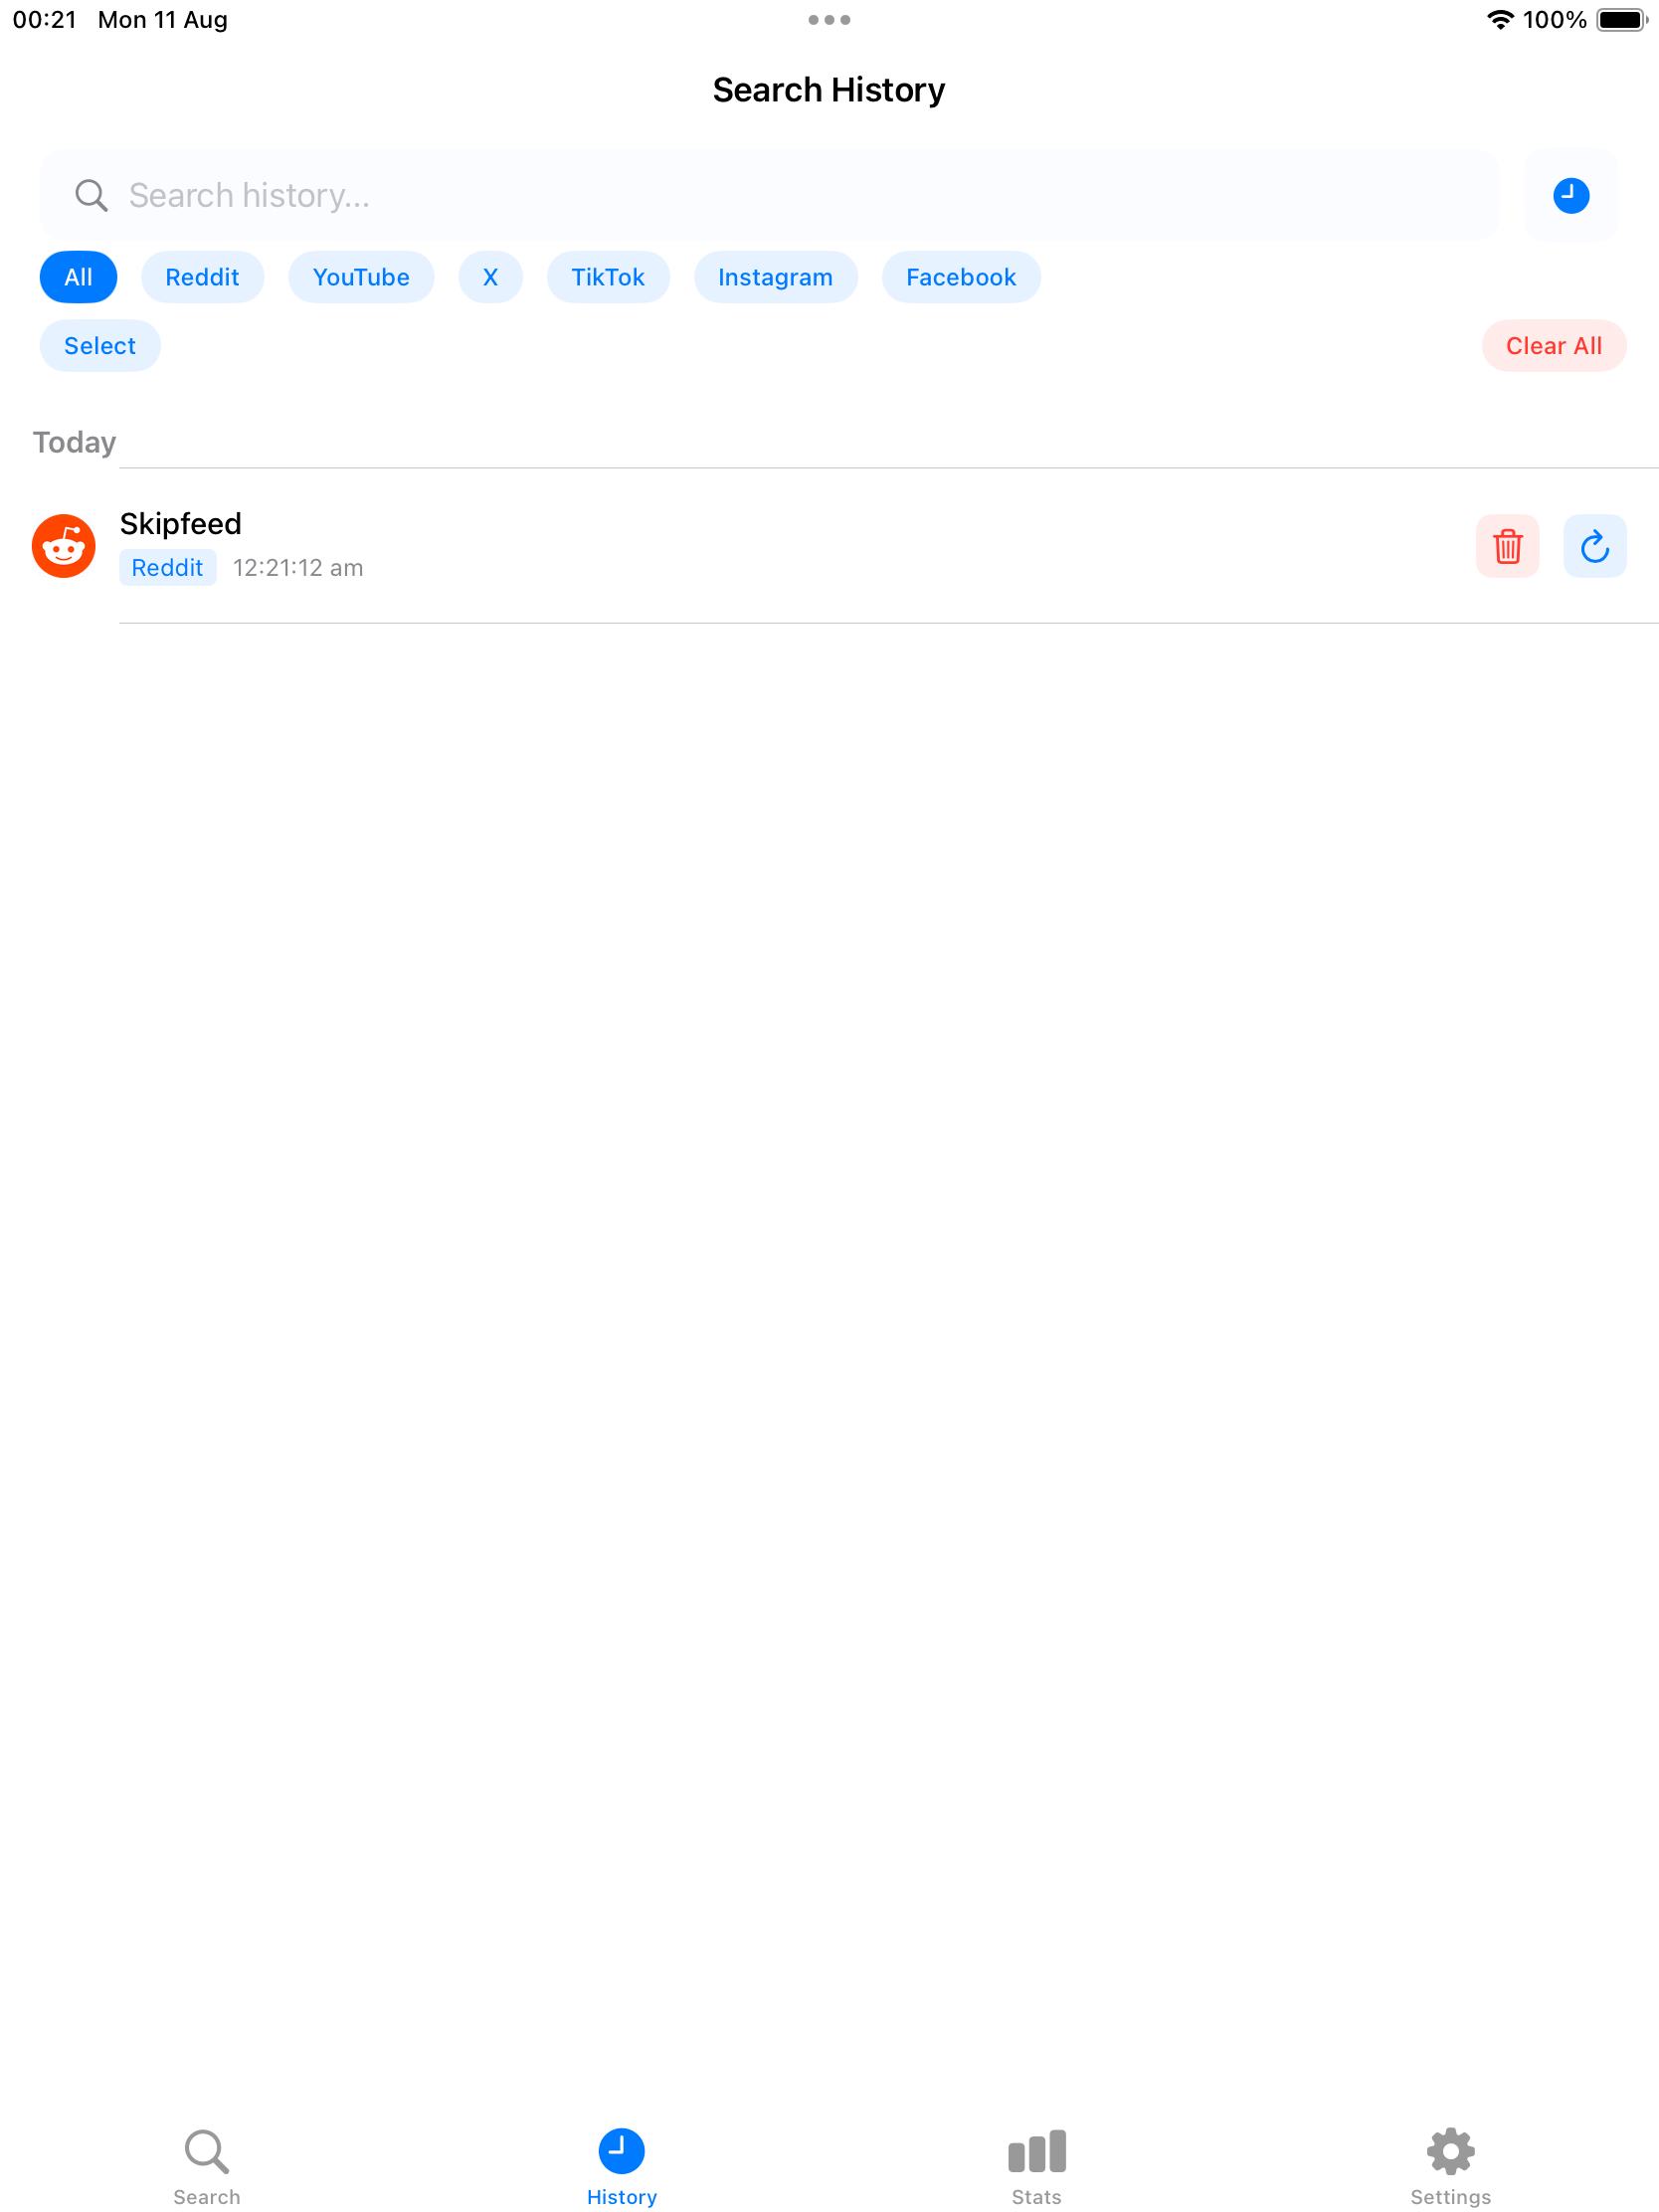 00:21 Mon 11 Aug
100%
Search History
Search history...
All Reddit YouTube X TikTok Instagram Facebook
Select Clear All
Today
Skipfeed
Reddit 12:21:12 am
Search History Stats Settings